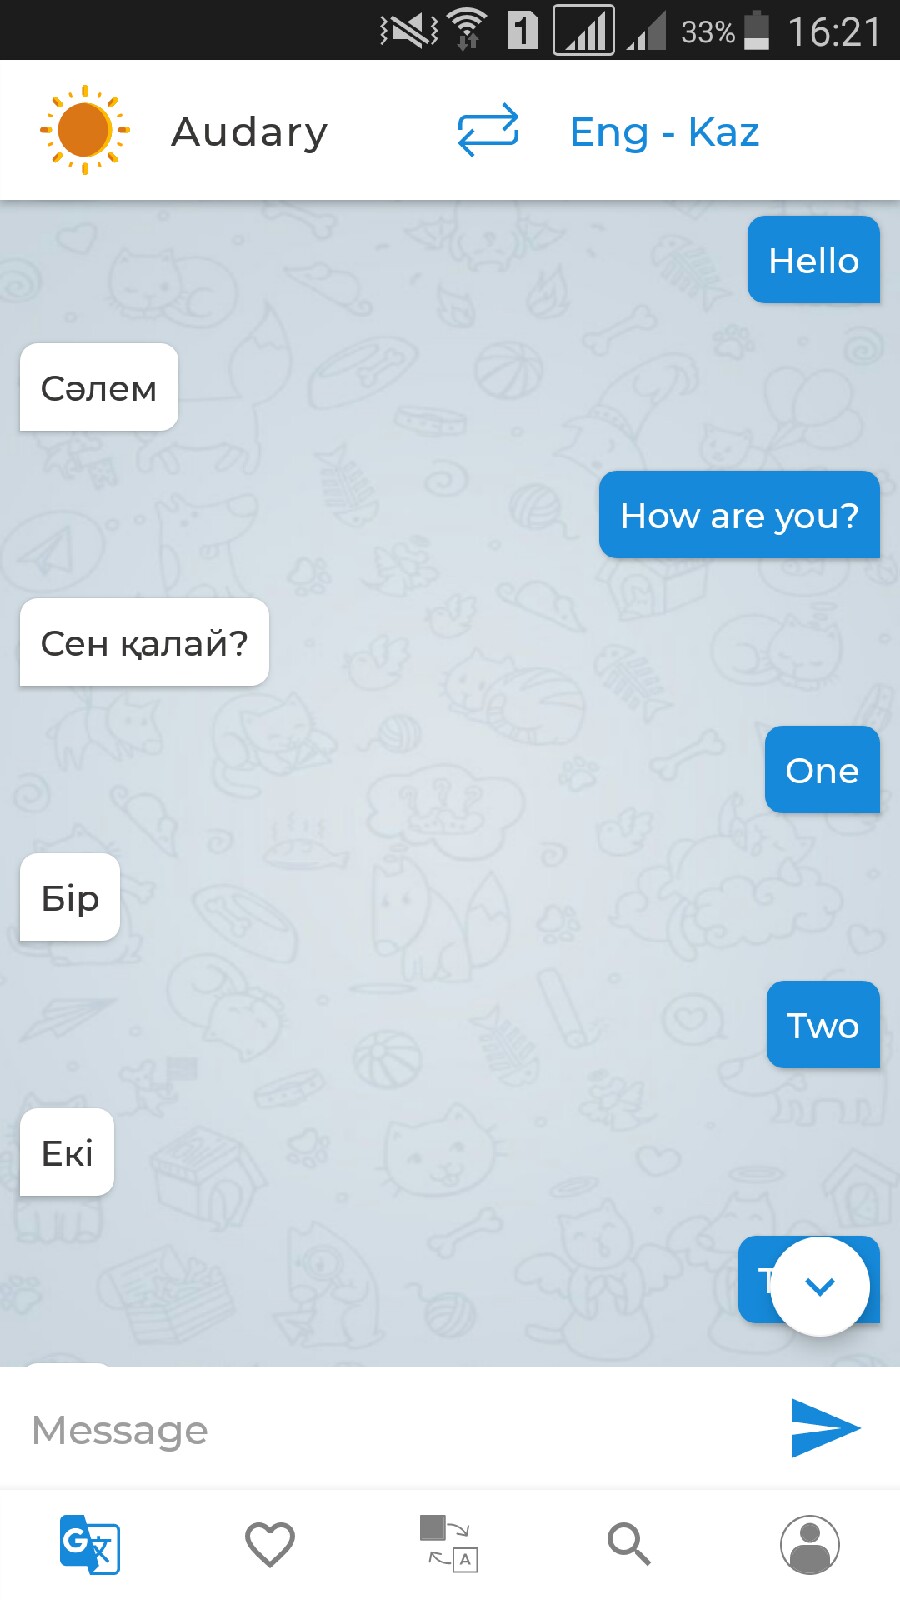 1 33% 16:21
Audary Eng - Kaz
Hello
Сәлем
How are you?
Сен қалай?
One
Бір
Two
Екі
Message
G 文
A